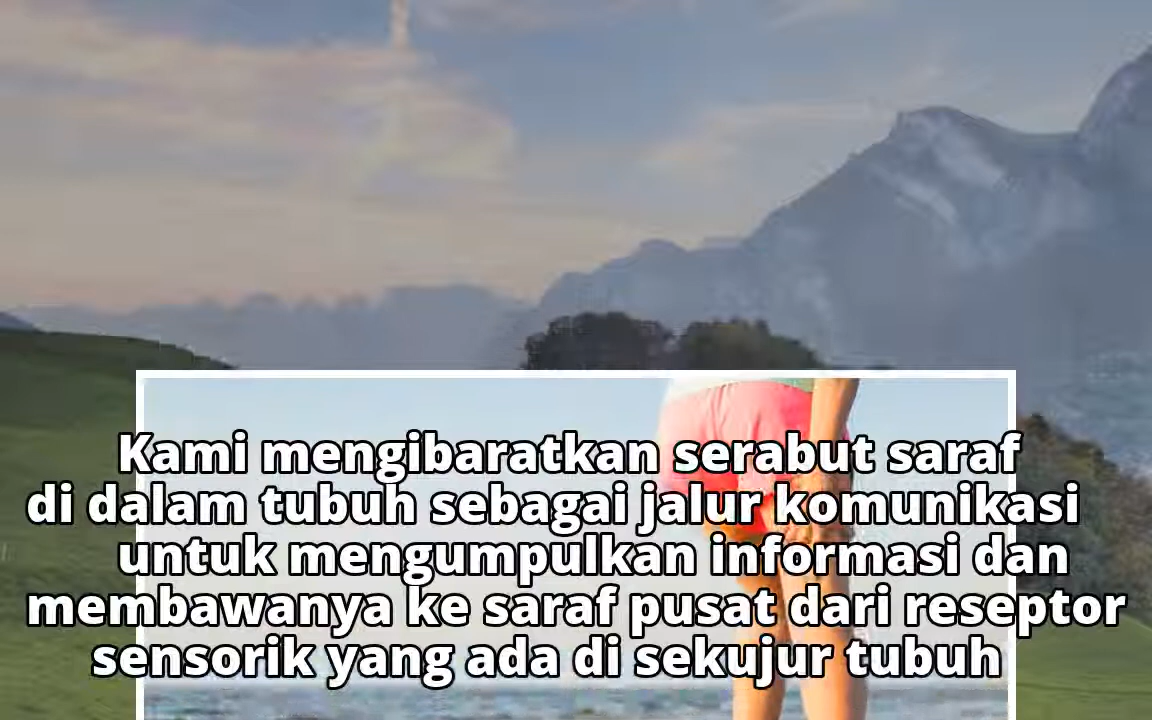 Kami mengibaratkan serabut saraf
di dalam tubuh sebagai jalur komunikasi
untuk mengumpulkan informasi dan
membawanya ke saraf pusat dari reseptor
sensorik yang ada di sekujur tubuh